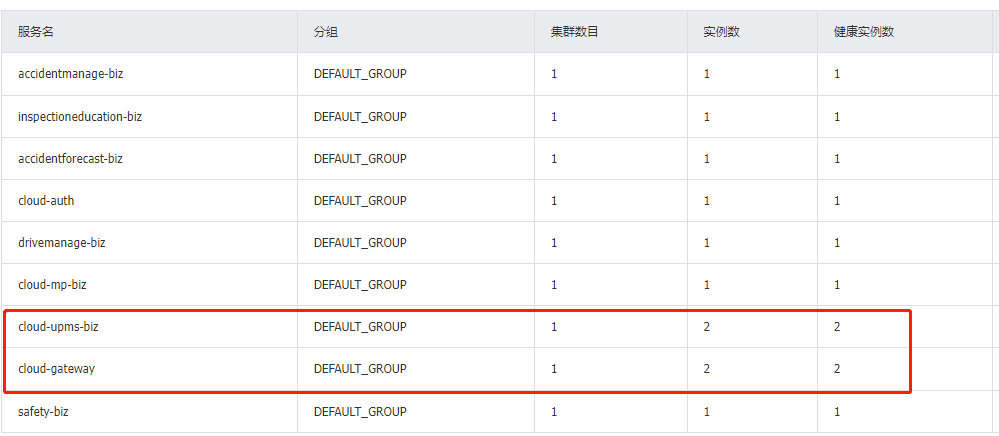 服务名 分组 集群数目 实例数 健康实例数
accidentmanage-biz DEFAULT_GROUP 1 1 1
inspectioneducation-biz DEFAULT_GROUP 1 1 1
accidentforecast-biz DEFAULT_GROUP 1 1 1
cloud-auth DEFAULT_GROUP 1 1 1
drivemanage-biz DEFAULT_GROUP 1 1 1
cloud-mp-biz DEFAULT_GROUP 1 1 1
cloud-upms-biz DEFAULT_GROUP 1 2 2
cloud-gateway DEFAULT_GROUP 1 2 2
safety-biz DEFAULT_GROUP 1 1 1